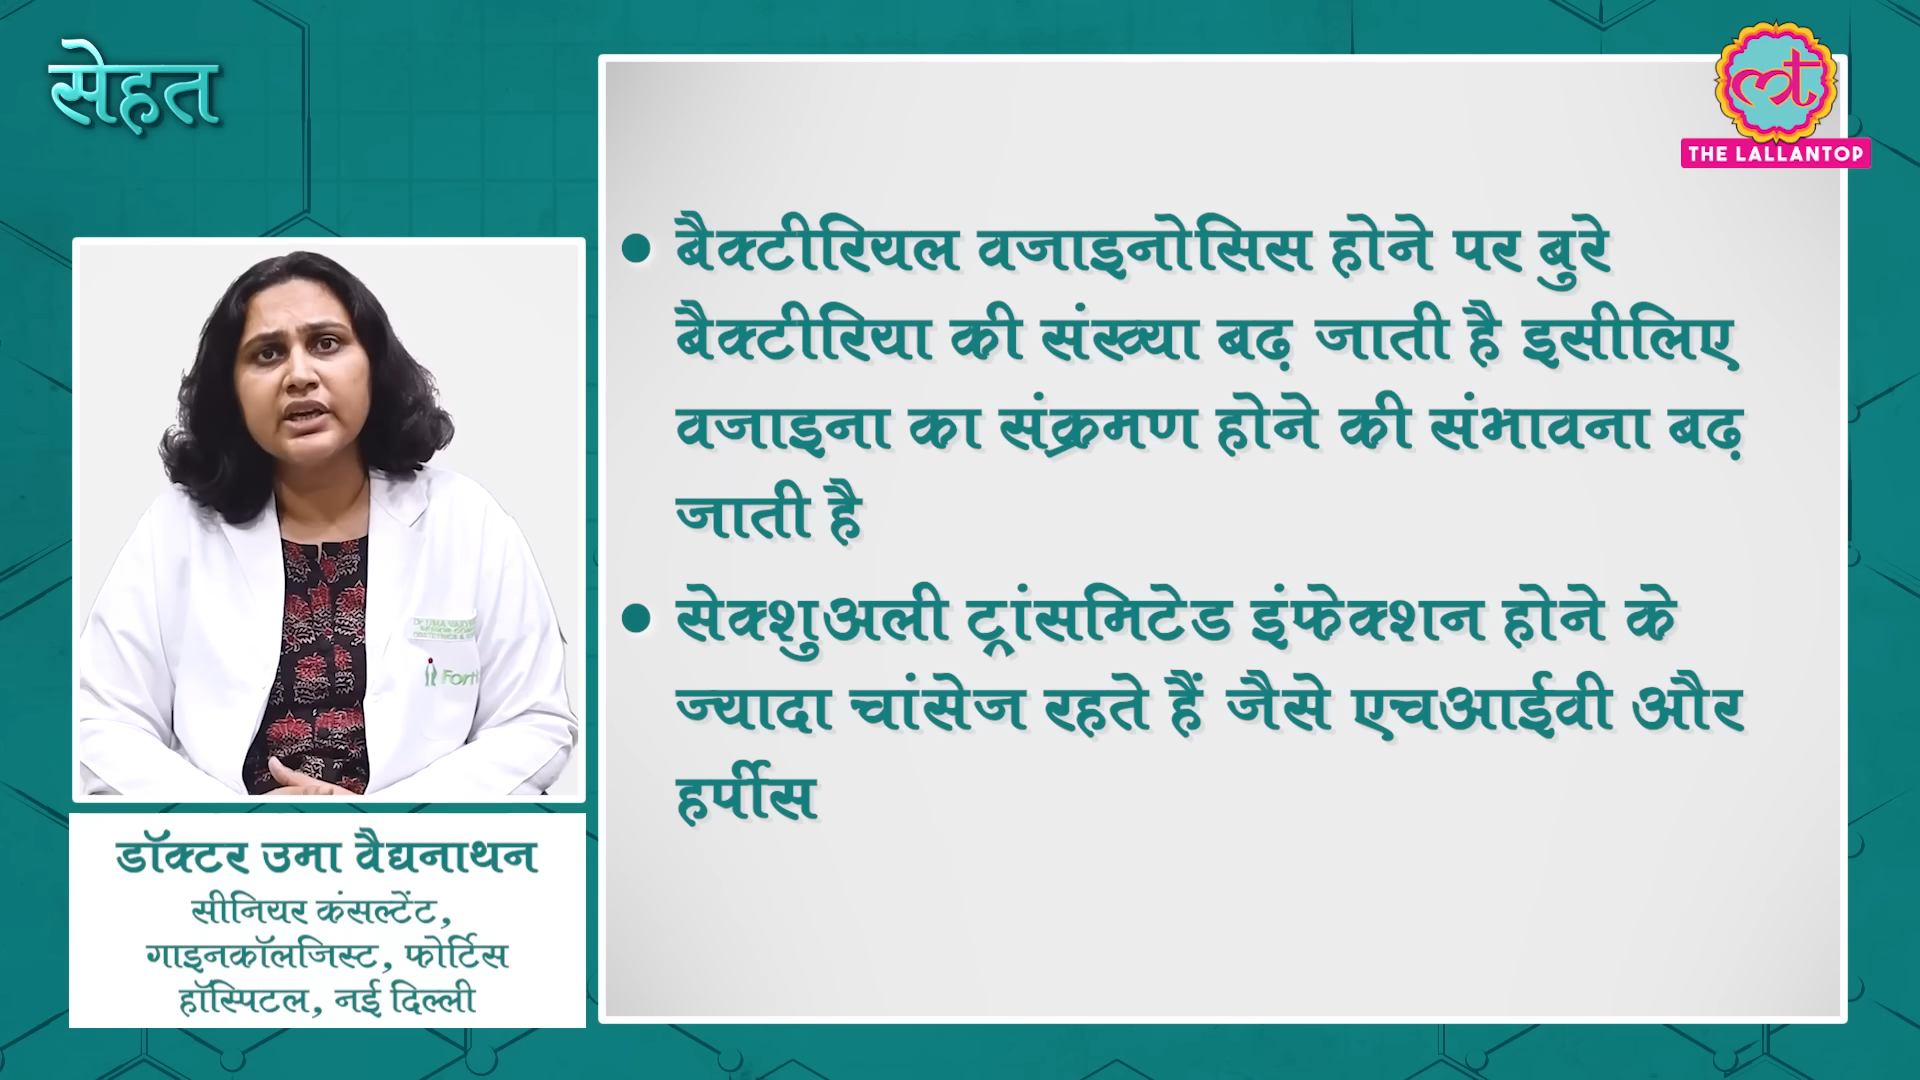 सेहत
THE LALLANTOP
• बैक्टीरियल वजाइनोसिस होने पर बुरे
बैक्टीरिया की संख्या बढ़ जाती है इसीलिए
वजाइना का संक्रमण होने की संभावना बढ़
जाती है
• सेक्शुअली ट्रांसमिटेड इंफेक्शन होने के
ज्यादा चांसेज रहते हैं जैसे एचआईवी और
हर्पीस
डॉक्टर उमा वैद्यनाथन
सीनियर कंसल्टेंट,
गाइनकॉलजिस्ट, फोर्टिस
हॉस्पिटल, नई दिल्ली